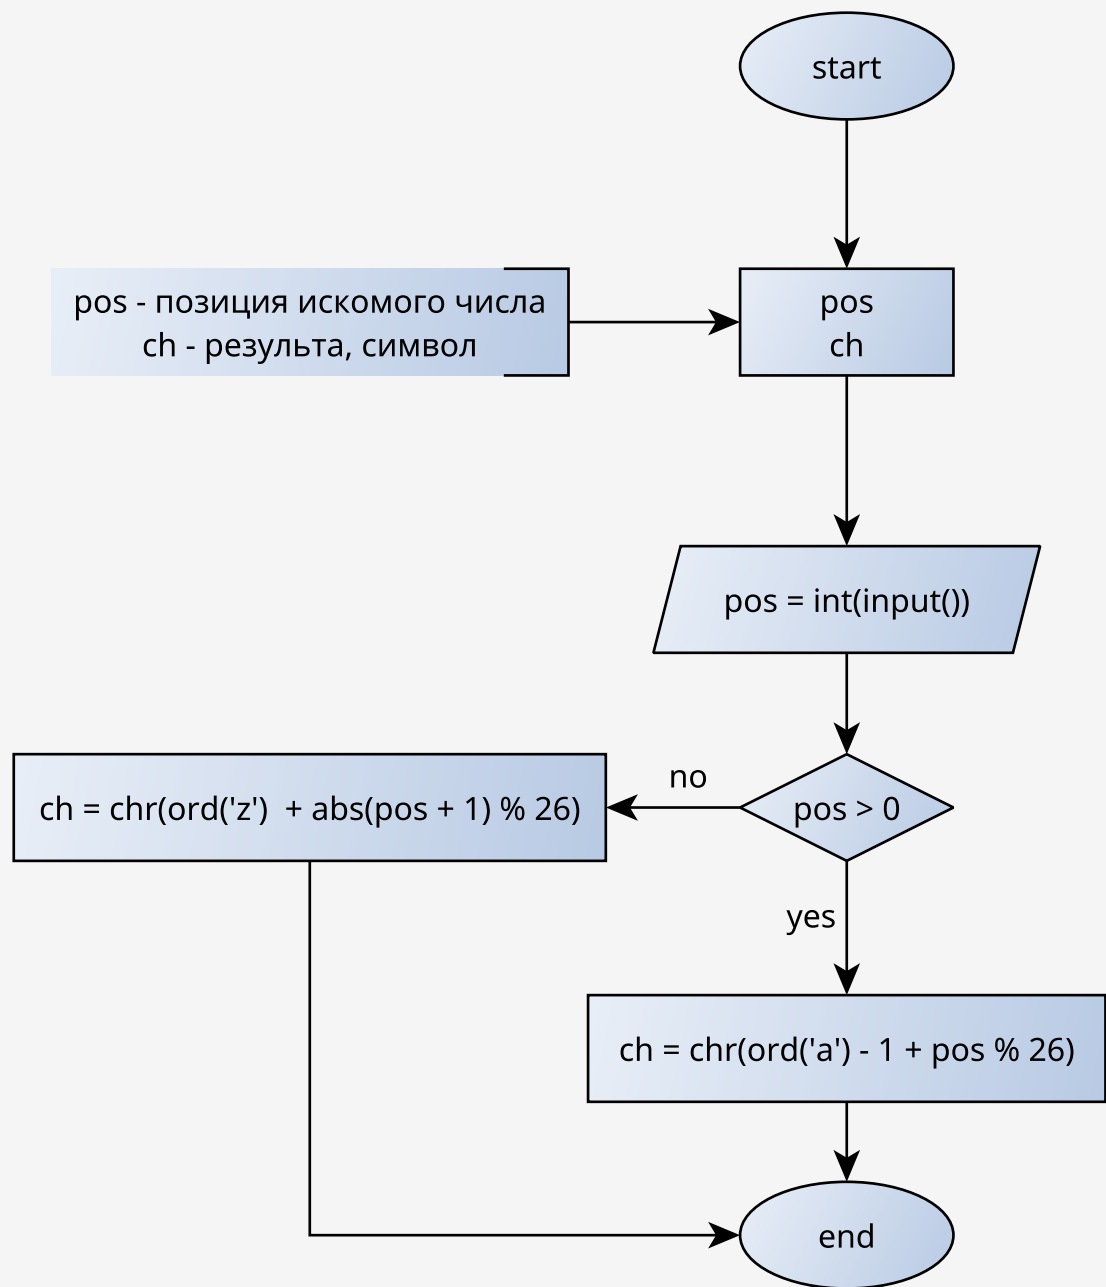 start
pos - позиция искомого числа
ch - результа, символ
pos
ch
pos = int(input())
pos > 0
no
ch = chr(ord('z')  + abs(pos + 1) % 26)
yes
ch = chr(ord('a') - 1 + pos % 26)
end